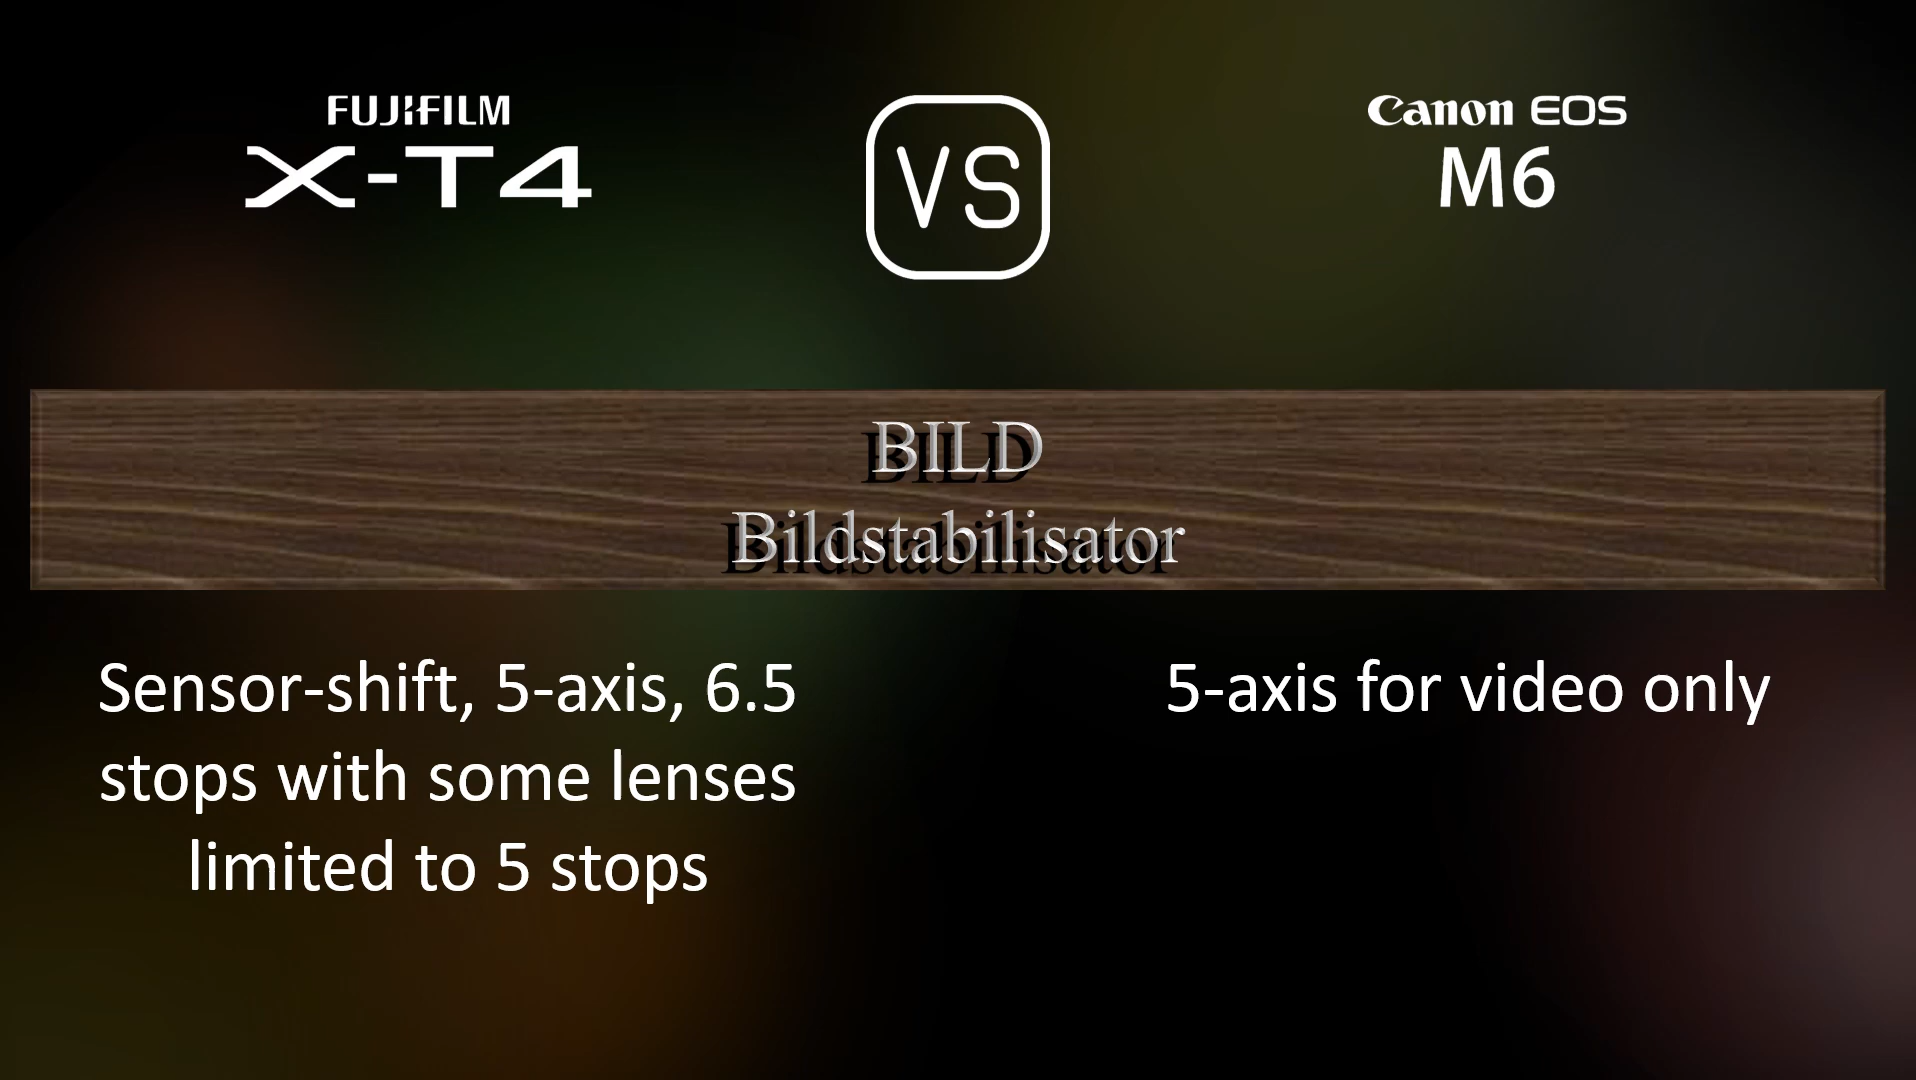 FUJIFILM
X-T4
VS
Canon EOS
M6
BILD
Bildstabilisator
Sensor-shift, 5-axis, 6.5
stops with some lenses
limited to 5 stops
5-axis for video only